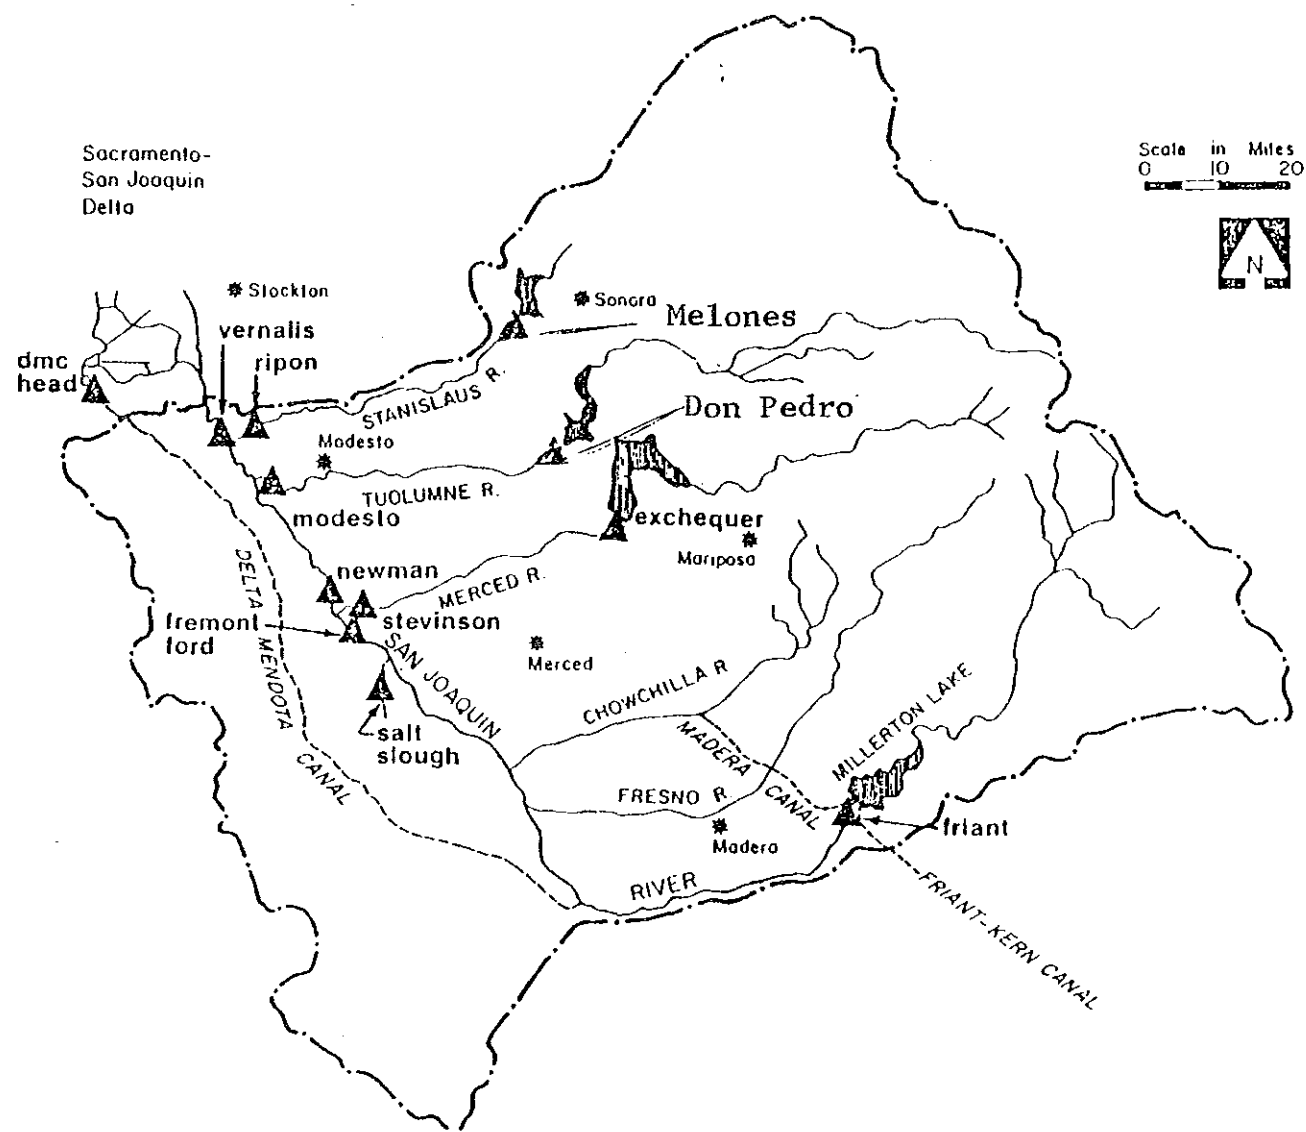 Sacramento-
San Joaquin
Delta
Scale in Miles
0 10 20
N
Stockton
vernalis
dmc
head
ripon
Sonora
Melones
STANISLAUS R.
Don Pedro
Modesto
TUOLUMNE R.
modesto
exchequer
Mariposa
newman
MERCED R.
stevinson
fremont
ford
DELTA MENDOTA CANAL
SAN JOAQUIN
Merced
salt
slough
CHOWCHILLA R
MADERA CANAL
MILLERTON LAKE
FRESNO R.
Madera
friant
RIVER
FRIANT-KERN CANAL